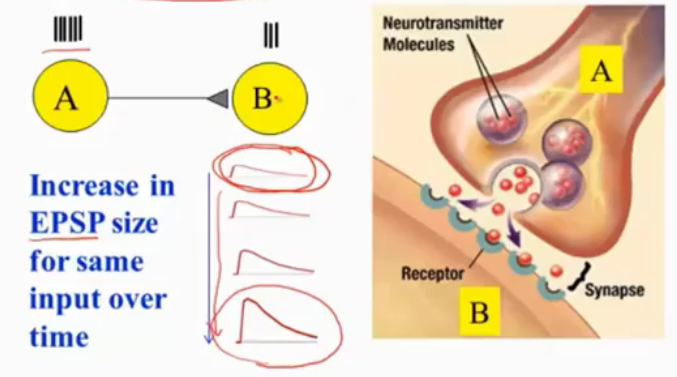 A
B
Increase in
EPSP size
for same
input over
time
Neurotransmitter
Molecules
A
Receptor
Synapse
B